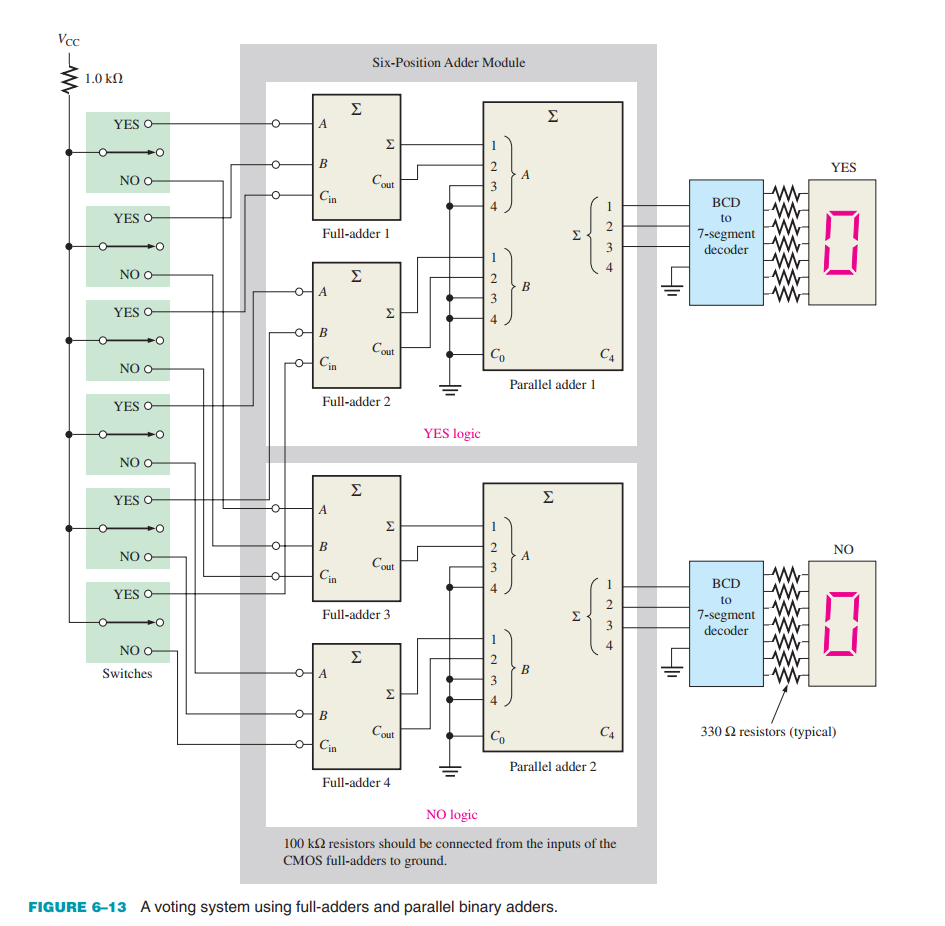 VCC
1.0 kΩ
Six-Position Adder Module
YES
NO
YES
NO
YES
NO
YES
NO
YES
NO
YES
NO
Switches
Σ
A
B
Cin
Σ
Cout
Full-adder 1
Σ
A
B
Cin
Σ
Cout
Full-adder 2
Σ
1
2
3
4
A
1
2
3
4
B
C0
Σ
1
2
3
4
C4
Parallel adder 1
YES logic
BCD
to
7-segment
decoder
YES
0
Σ
A
B
Cin
Σ
Cout
Full-adder 3
Σ
A
B
Cin
Σ
Cout
Full-adder 4
Σ
1
2
3
4
A
1
2
3
4
B
C0
Σ
1
2
3
4
C4
Parallel adder 2
NO logic
BCD
to
7-segment
decoder
NO
0
330 Ω resistors (typical)
100 kΩ resistors should be connected from the inputs of the
CMOS full-adders to ground.
FIGURE 6–13 A voting system using full-adders and parallel binary adders.